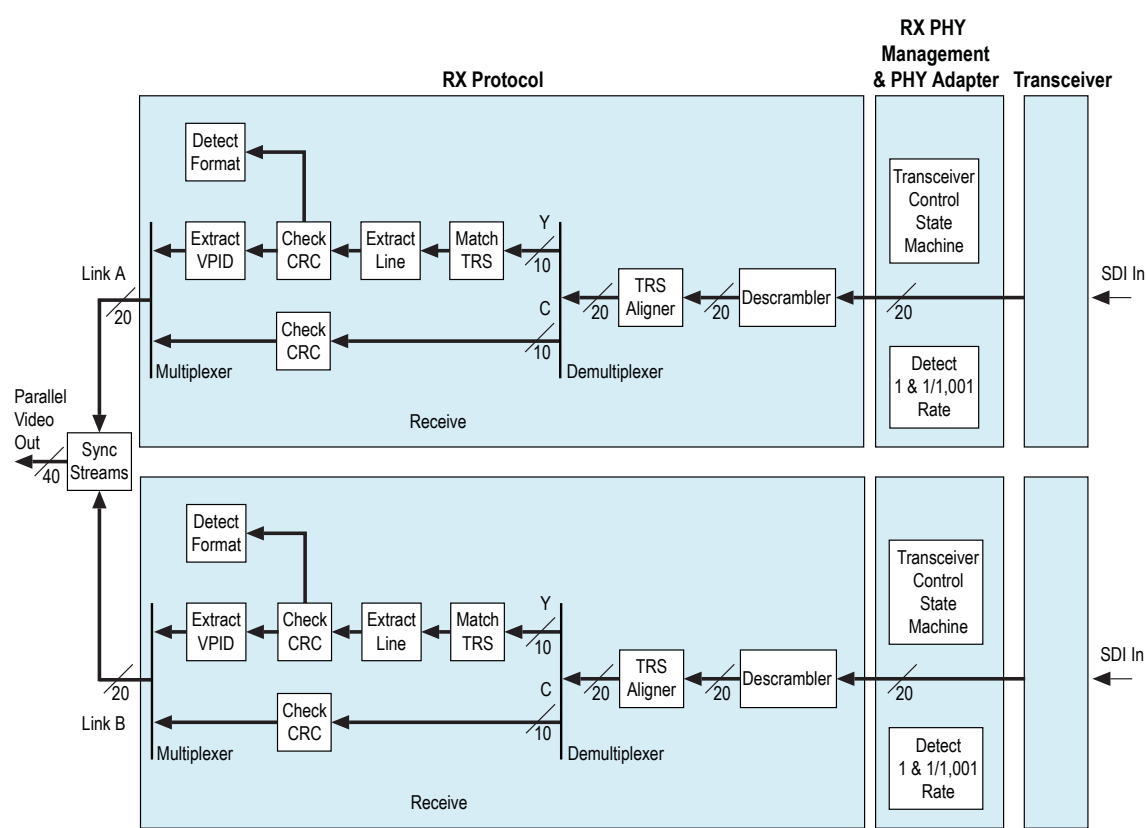 RX PHY
Management
& PHY Adapter
RX Protocol
Transceiver
Detect
Format
Transceiver
Control
State
Machine
Y
Extract
VPID
Check
CRC
Extract
Line
Match
TRS
10
SDI In
Link A
TRS
Aligner
Descrambler
20
20
20
20
C
Check
CRC
10
Multiplexer
Demultiplexer
Detect
1 & 1/1,001
Rate
Receive
Parallel
Video
Out
40
Sync
Streams
Detect
Format
Transceiver
Control
State
Machine
Y
Extract
VPID
Check
CRC
Extract
Line
Match
TRS
10
SDI In
TRS
Aligner
Descrambler
20
20
20
20
Link B
C
Check
CRC
10
Multiplexer
Demultiplexer
Detect
1 & 1/1,001
Rate
Receive